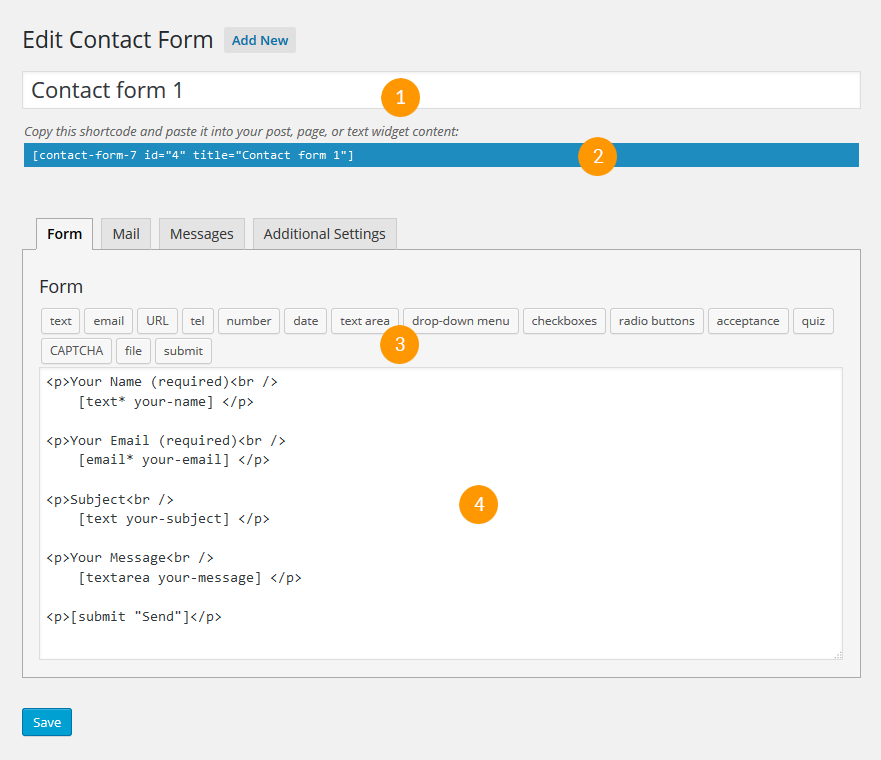 Edit Contact Form Add New
Contact form 1
1
Copy this shortcode and paste it into your post, page, or text widget content:
[contact-form-7 id="4" title="Contact form 1"]
2
Form Mail Messages Additional Settings
Form
text email URL tel number date text area drop-down menu checkboxes radio buttons acceptance quiz
3
CAPTCHA file submit
<p>Your Name (required)<br />
    [text* your-name] </p>
<p>Your Email (required)<br />
    [email* your-email] </p>
4
<p>Subject<br />
    [text your-subject] </p>
<p>Your Message<br />
    [textarea your-message] </p>
<p>[submit "Send"]</p>
Save